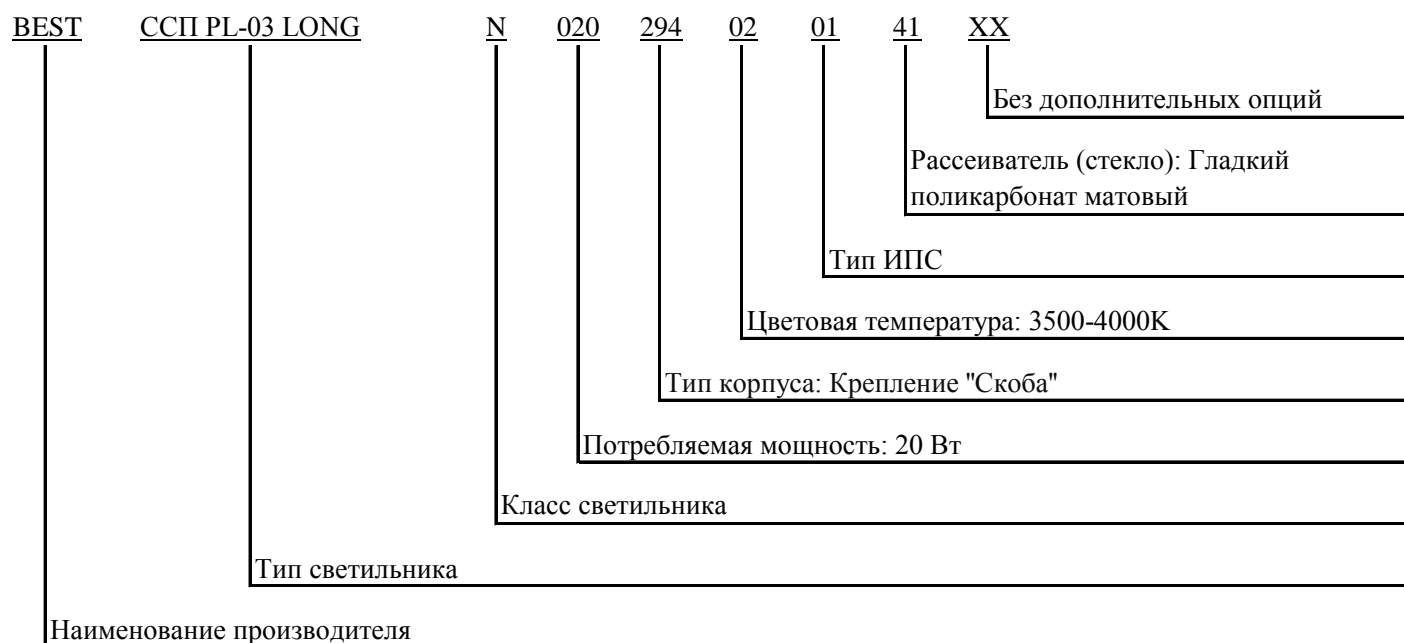 BEST ССП PL-03 LONG N 020 294 02 01 41 XX
Без дополнительных опций
Рассеиватель (стекло): Гладкий
поликарбонат матовый
Тип ИПС
Цветовая температура: 3500-4000К
Тип корпуса: Крепление "Скоба"
Потребляемая мощность: 20 Вт
Класс светильника
Тип светильника
Наименование производителя